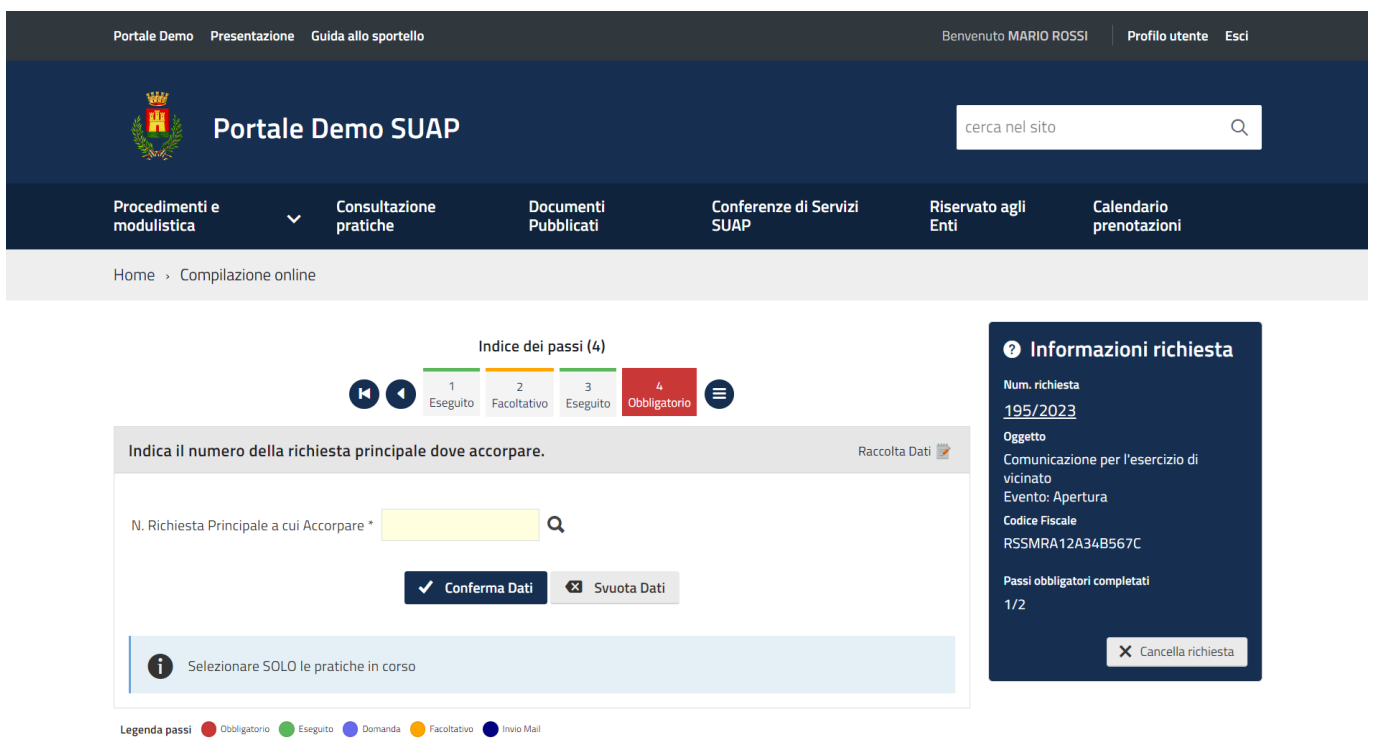 Portale Demo Presentazione Guida allo sportello Benvenuto MARIO ROSSI Profilo utente Esci
Portale Demo SUAP
cerca nel sito
Procedimenti e modulistica
Consultazione pratiche
Documenti Pubblicati
Conferenze di Servizi SUAP
Riservato agli Enti
Calendario prenotazioni
Home › Compilazione online
Indice dei passi (4)
1 Eseguito
2 Facoltativo
3 Eseguito
4 Obbligatorio
Indica il numero della richiesta principale dove accorpare. Raccolta Dati
N. Richiesta Principale a cui Accorpare *
Conferma Dati Svuota Dati
Selezionare SOLO le pratiche in corso
Legenda passi Obbligatorio Eseguito Domanda Facoltativo Invio Mail
Informazioni richiesta
Num. richiesta
195/2023
Oggetto
Comunicazione per l'esercizio di
vicinato
Evento: Apertura
Codice Fiscale
RSSMRA12A34B567C
Passi obbligatori completati
1/2
Cancella richiesta